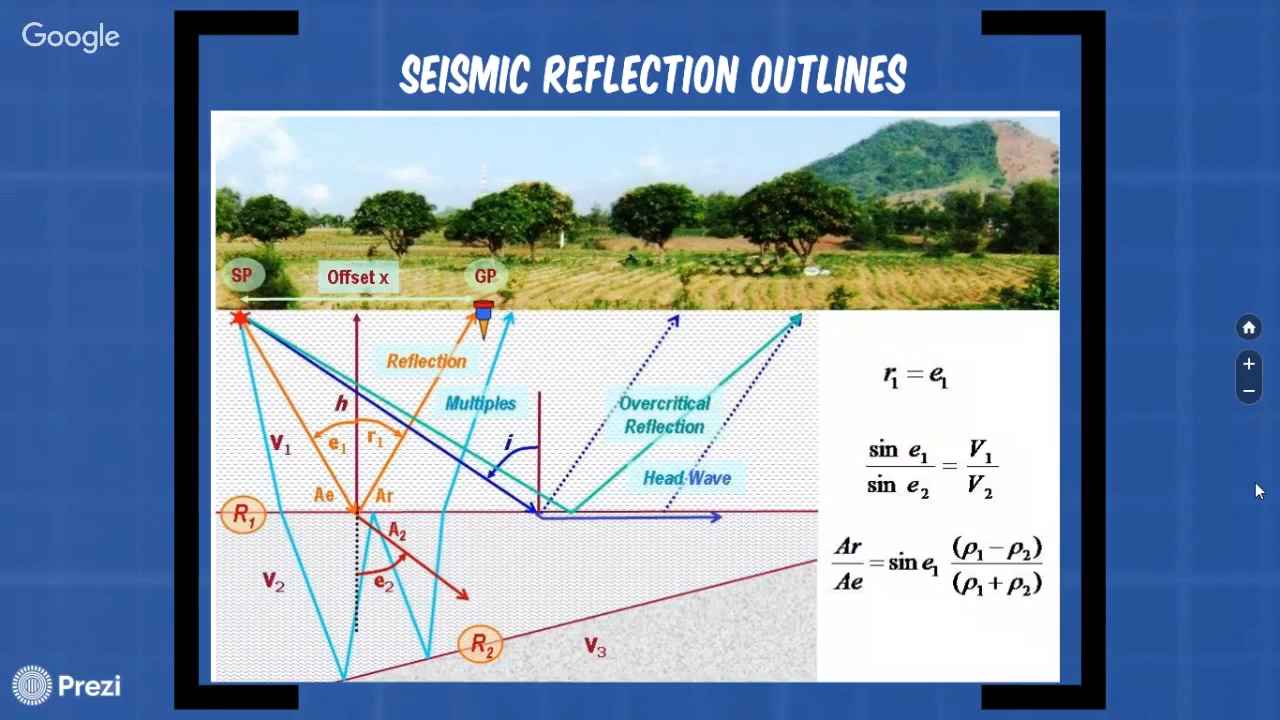 Google
SEISMIC REFLECTION OUTLINES
SP
Offset x
GP
Reflection
h
Multiples
Overcritical
Reflection
i
e₁
r₁
V₁
Head Wave
Ae
Ar
R₁
A₂
V₂
e₂
R₂
V₃
r₁ = e₁
sin e₁ / sin e₂ = V₁ / V₂
Ar / Ae = sin e₁ (ρ₁ − ρ₂) / (ρ₁ + ρ₂)
Prezi
+
−